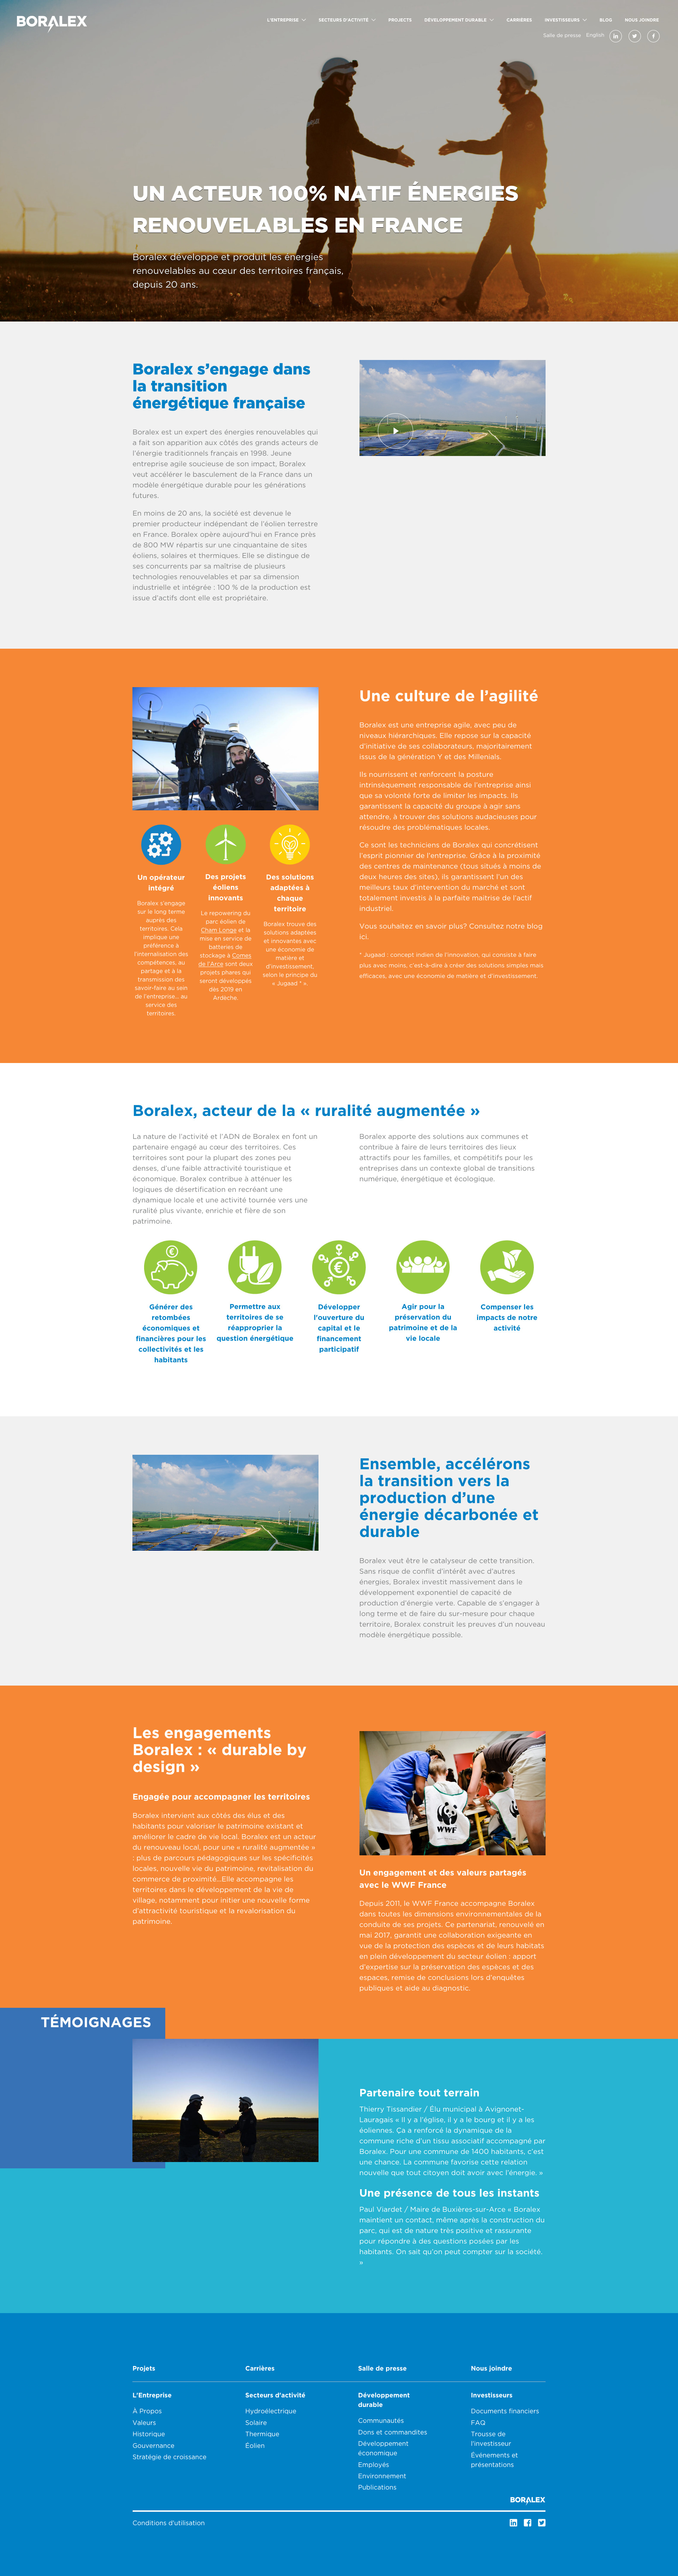 BORALEX
L'ENTREPRISE
SECTEURS D'ACTIVITÉ
PROJECTS
DÉVELOPPEMENT DURABLE
CARRIÈRES
INVESTISSEURS
BLOG
NOUS JOINDRE
Salle de presse
English
UN ACTEUR 100% NATIF ÉNERGIES
RENOUVELABLES EN FRANCE
Boralex développe et produit les énergies
renouvelables au cœur des territoires français,
depuis 20 ans.
Boralex s'engage dans
la transition
énergétique française
Boralex est un expert des énergies renouvelables qui
a fait son apparition aux côtés des grands acteurs de
l'énergie traditionnels français en 1998. Jeune
entreprise agile soucieuse de son impact, Boralex
veut accélérer le basculement de la France dans un
modèle énergétique durable pour les générations
futures.
En moins de 20 ans, la société est devenue le
premier producteur indépendant de l'éolien terrestre
en France. Boralex opère aujourd'hui en France près
de 800 MW répartis sur une cinquantaine de sites
éoliens, solaires et thermiques. Elle se distingue de
ses concurrents par sa maîtrise de plusieurs
technologies renouvelables et par sa dimension
industrielle et intégrée : 100 % de la production est
issue d'actifs dont elle est propriétaire.
Un opérateur
intégré
Boralex s'engage
sur le long terme
auprès des
territoires. Cela
implique une
préférence à
l'internalisation des
compétences, au
partage et à la
transmission des
savoir-faire au sein
de l'entreprise... au
service des
territoires.
Des projets
éoliens
innovants
Le repowering du
parc éolien de
Cham Longe et la
mise en service de
batteries de
stockage à Comes
de l'Arce sont deux
projets phares qui
seront développés
dès 2019 en
Ardèche.
Des solutions
adaptées à
chaque
territoire
Boralex trouve des
solutions adaptées
et innovantes avec
une économie de
matière et
d'investissement,
selon le principe du
« Jugaad * ».
Une culture de l'agilité
Boralex est une entreprise agile, avec peu de
niveaux hiérarchiques. Elle repose sur la capacité
d'initiative de ses collaborateurs, majoritairement
issus de la génération Y et des Millenials.
Ils nourrissent et renforcent la posture
intrinsèquement responsable de l'entreprise ainsi
que sa volonté forte de limiter les impacts. Ils
garantissent la capacité du groupe à agir sans
attendre, à trouver des solutions audacieuses pour
résoudre des problématiques locales.
Ce sont les techniciens de Boralex qui concrétisent
l'esprit pionnier de l'entreprise. Grâce à la proximité
des centres de maintenance (tous situés à moins de
deux heures des sites), ils garantissent l'un des
meilleurs taux d'intervention du marché et sont
totalement investis à la parfaite maîtrise de l'actif
industriel.
Vous souhaitez en savoir plus? Consultez notre blog
ici.
* Jugaad : concept indien de l'innovation, qui consiste à faire
plus avec moins, c'est-à-dire à créer des solutions simples mais
efficaces, avec une économie de matière et d'investissement.
Boralex, acteur de la « ruralité augmentée »
La nature de l'activité et l'ADN de Boralex en font un
partenaire engagé au cœur des territoires. Ces
territoires sont pour la plupart des zones peu
denses, d'une faible attractivité touristique et
économique. Boralex contribue à atténuer les
logiques de désertification en recréant une
dynamique locale et une activité tournée vers une
ruralité plus vivante, enrichie et fière de son
patrimoine.
Boralex apporte des solutions aux communes et
contribue à faire de leurs territoires des lieux
attractifs pour les familles, et compétitifs pour les
entreprises dans un contexte global de transitions
numérique, énergétique et écologique.
Générer des
retombées
économiques et
financières pour les
collectivités et les
habitants
Permettre aux
territoires de se
réapproprier la
question énergétique
Développer
l'ouverture du
capital et le
financement
participatif
Agir pour la
préservation du
patrimoine et de la
vie locale
Compenser les
impacts de notre
activité
Ensemble, accélérons
la transition vers la
production d'une
énergie décarbonée et
durable
Boralex veut être le catalyseur de cette transition.
Sans risque de conflit d'intérêt avec d'autres
énergies, Boralex investit massivement dans le
développement exponentiel de capacité de
production d'énergie verte. Capable de s'engager à
long terme et de faire du sur-mesure pour chaque
territoire, Boralex construit les preuves d'un nouveau
modèle énergétique possible.
Les engagements
Boralex : « durable by
design »
Engagée pour accompagner les territoires
Boralex intervient aux côtés des élus et des
habitants pour valoriser le patrimoine existant et
améliorer le cadre de vie local. Boralex est un acteur
du renouveau local, pour une « ruralité augmentée »
: plus de parcours pédagogiques sur les spécificités
locales, nouvelle vie du patrimoine, revitalisation du
commerce de proximité...Elle accompagne les
territoires dans le développement de la vie de
village, notamment pour initier une nouvelle forme
d'attractivité touristique et la revalorisation du
patrimoine.
WWF
Un engagement et des valeurs partagés
avec le WWF France
Depuis 2011, le WWF France accompagne Boralex
dans toutes les dimensions environnementales de la
conduite de ses projets. Ce partenariat, renouvelé en
mai 2017, garantit une collaboration exigeante en
vue de la protection des espèces et de leurs habitats
en plein développement du secteur éolien : apport
d'expertise sur la préservation des espèces et des
espaces, remise de conclusions lors d'enquêtes
publiques et aide au diagnostic.
TÉMOIGNAGES
Partenaire tout terrain
Thierry Tissandier / Élu municipal à Avignonet-
Lauragais « Il y a l'église, il y a le bourg et il y a les
éoliennes. Ça a renforcé la dynamique de la
commune riche d'un tissu associatif accompagné par
Boralex. Pour une commune de 1400 habitants, c'est
une chance. La commune favorise cette relation
nouvelle que tout citoyen doit avoir avec l'énergie. »
Une présence de tous les instants
Paul Viardet / Maire de Buxières-sur-Arce « Boralex
maintient un contact, même après la construction du
parc, qui est de nature très positive et rassurante
pour répondre à des questions posées par les
habitants. On sait qu'on peut compter sur la société.
»
Projets
Carrières
Salle de presse
Nous joindre
L'Entreprise
À Propos
Valeurs
Historique
Gouvernance
Stratégie de croissance
Secteurs d'activité
Hydroélectrique
Solaire
Thermique
Éolien
Développement
durable
Communautés
Dons et commandites
Développement
économique
Employés
Environnement
Publications
Investisseurs
Documents financiers
FAQ
Trousse de
l'investisseur
Événements et
présentations
BORALEX
Conditions d'utilisation